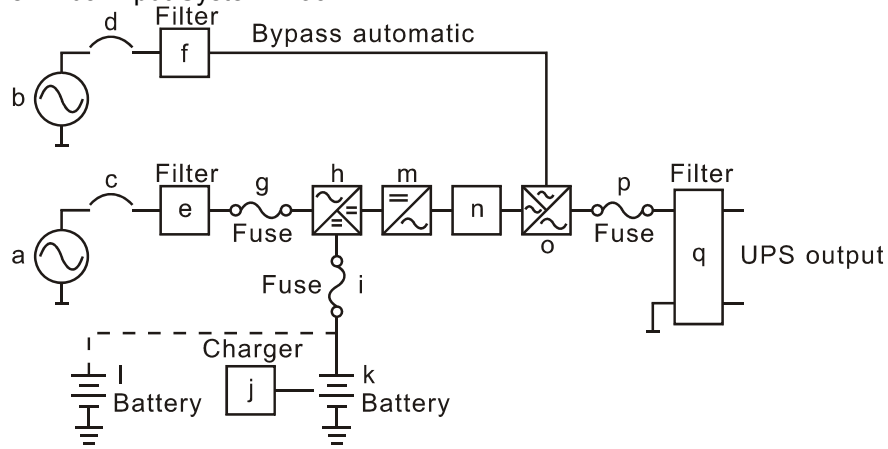 d
Filter
f
Bypass automatic
b
c
Filter
e
g
Fuse
h
m
n
o
p
Fuse
Filter
q
UPS output
a
Fuse
i
Charger
j
l
Battery
k
Battery